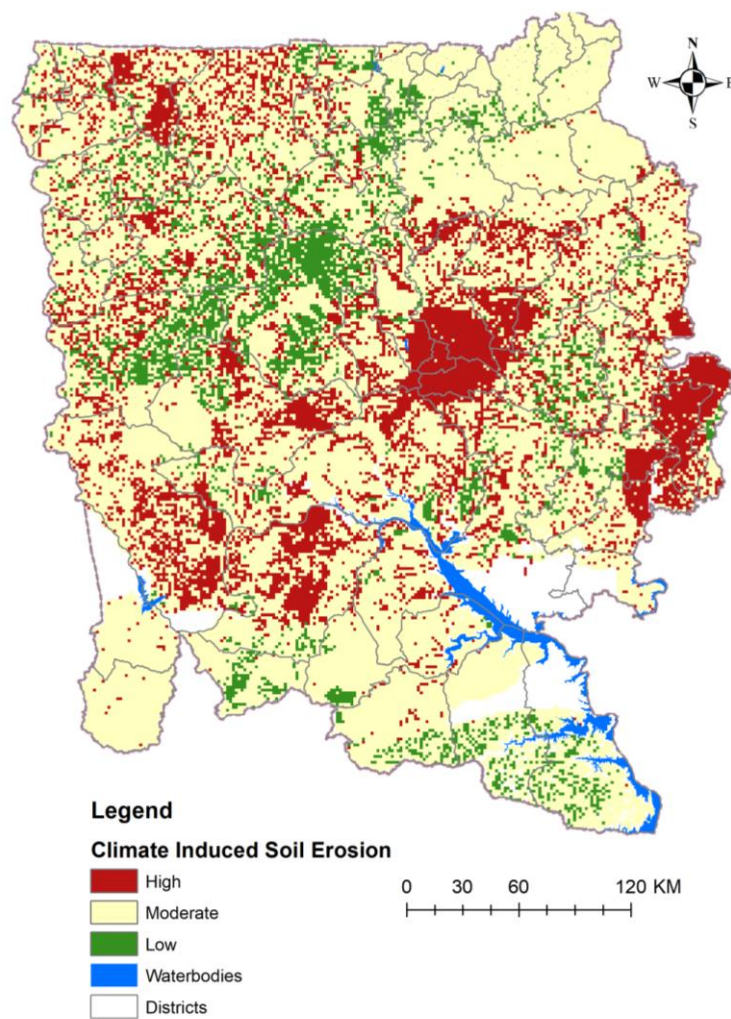 N
W E
S
Legend
Climate Induced Soil Erosion
High
Moderate
Low
Waterbodies
Districts
0 30 60 120 KM